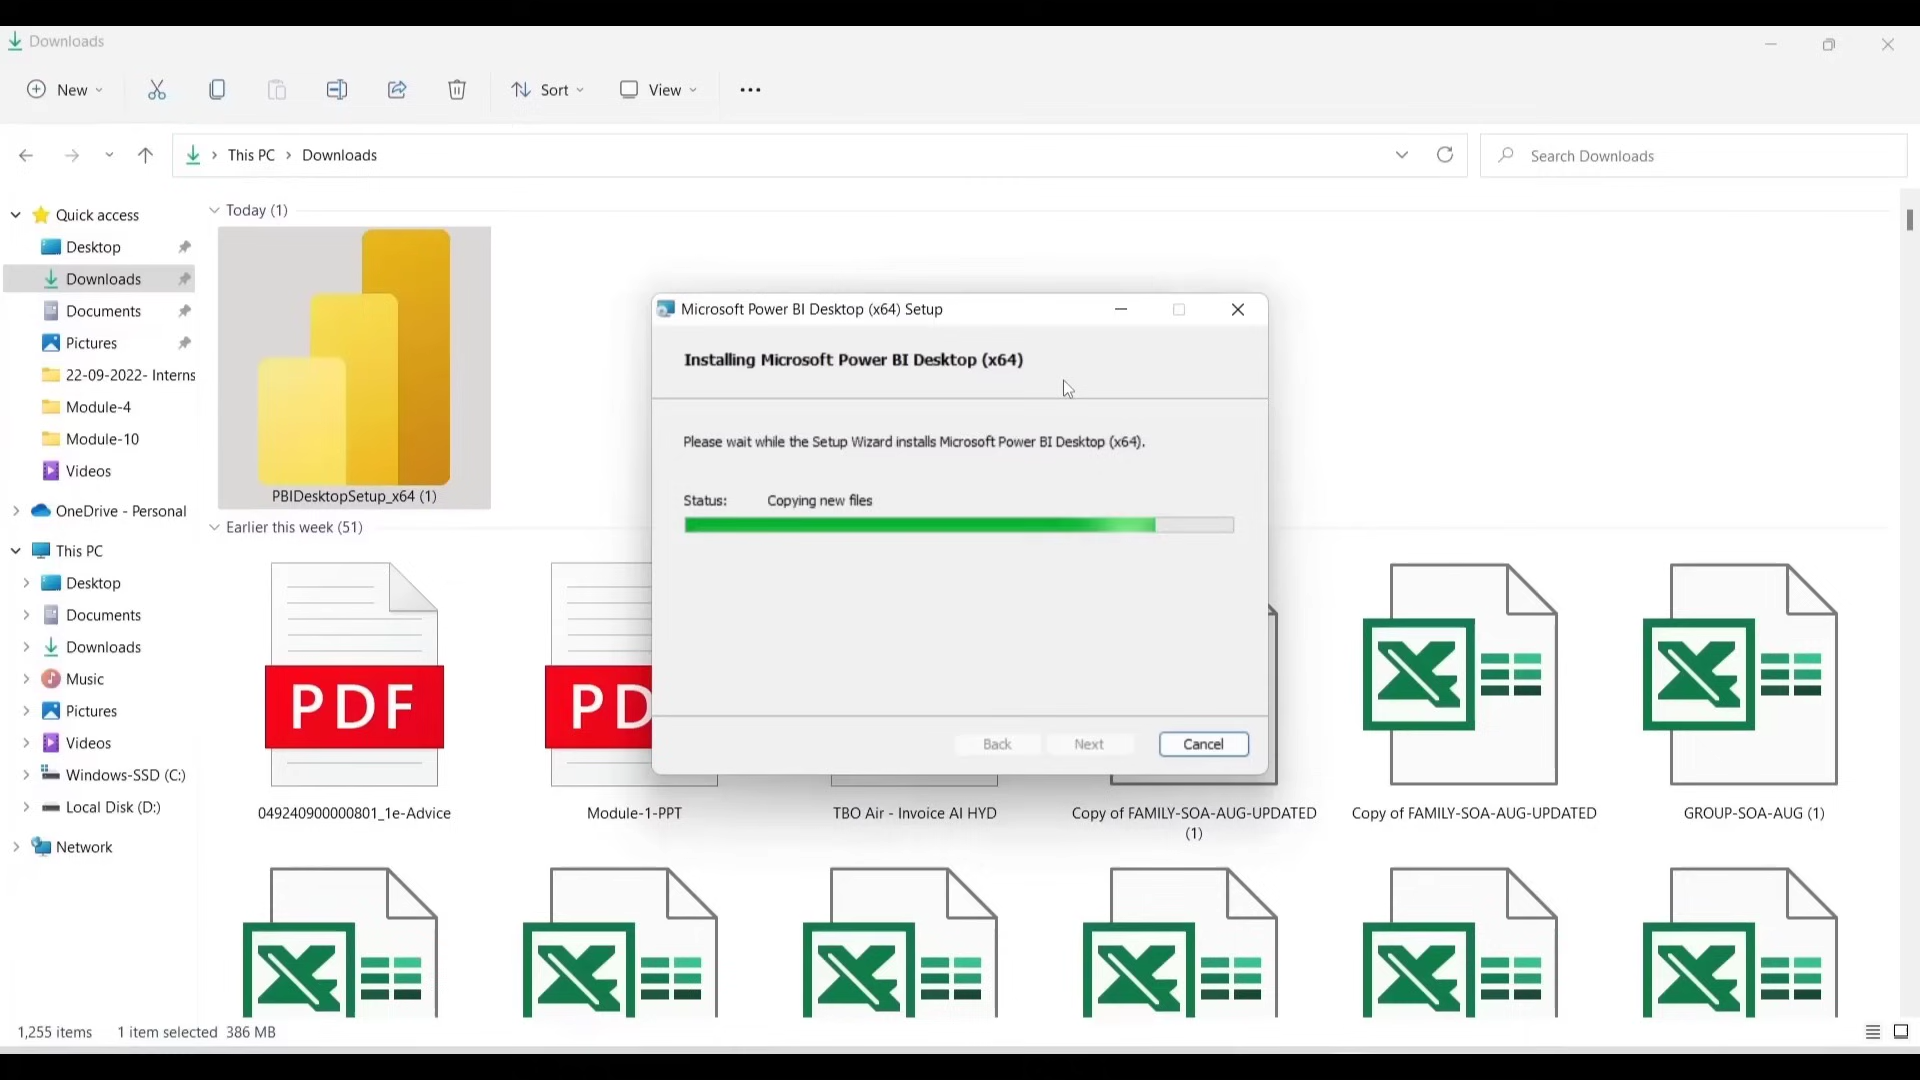 Downloads
New
Sort
View
This PC
Downloads
Search Downloads
Quick access
Desktop
Downloads
Documents
Pictures
22-09-2022- Interns
Module-4
Module-10
Videos
OneDrive - Personal
This PC
Desktop
Documents
Downloads
Music
Pictures
Videos
Windows-SSD (C:)
Local Disk (D:)
Network
Today (1)
PBIDesktopSetup_x64 (1)
Earlier this week (51)
Microsoft Power BI Desktop (x64) Setup
Installing Microsoft Power BI Desktop (x64)
Please wait while the Setup Wizard installs Microsoft Power BI Desktop (x64).
Status: Copying new files
Back
Next
Cancel
PDF
PD
049240900000801_1e-Advice
Module-1-PPT
TBO Air - Invoice AI HYD
Copy of FAMILY-SOA-AUG-UPDATED
(1)
Copy of FAMILY-SOA-AUG-UPDATED
GROUP-SOA-AUG (1)
1,255 items
1 item selected 386 MB